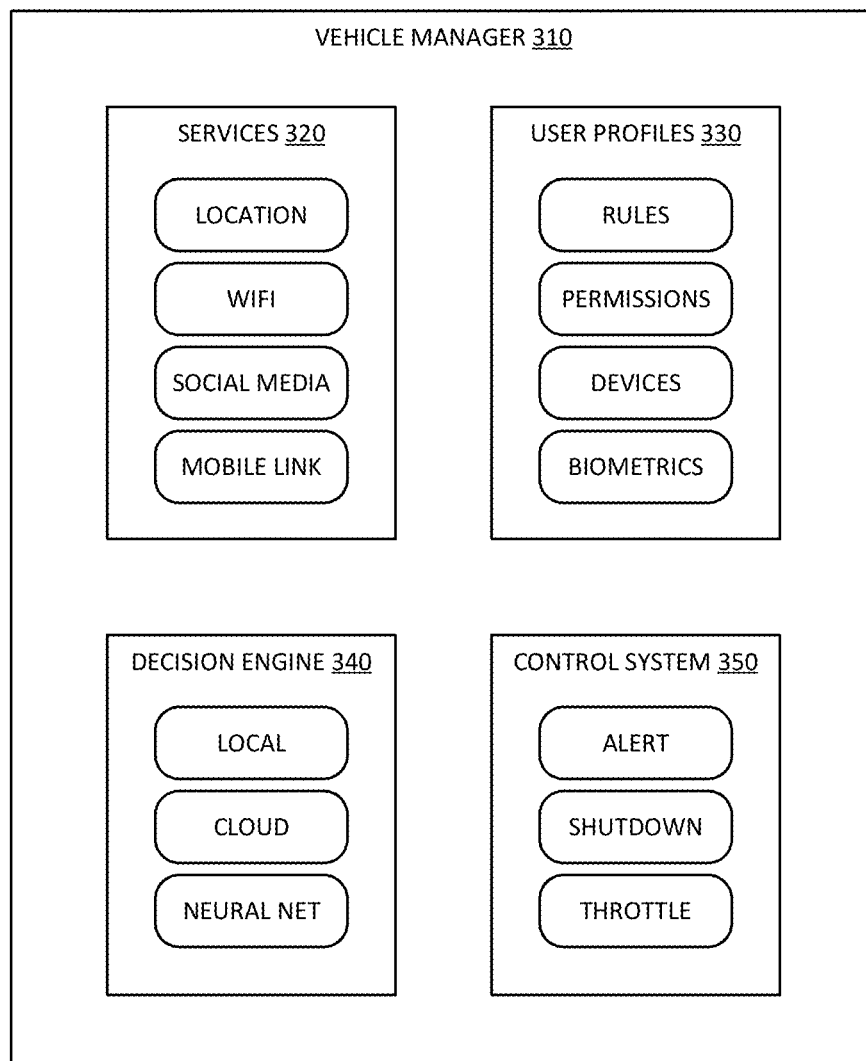 VEHICLE MANAGER 310
SERVICES 320
LOCATION
WIFI
SOCIAL MEDIA
MOBILE LINK
USER PROFILES 330
RULES
PERMISSIONS
DEVICES
BIOMETRICS
DECISION ENGINE 340
LOCAL
CLOUD
NEURAL NET
CONTROL SYSTEM 350
ALERT
SHUTDOWN
THROTTLE